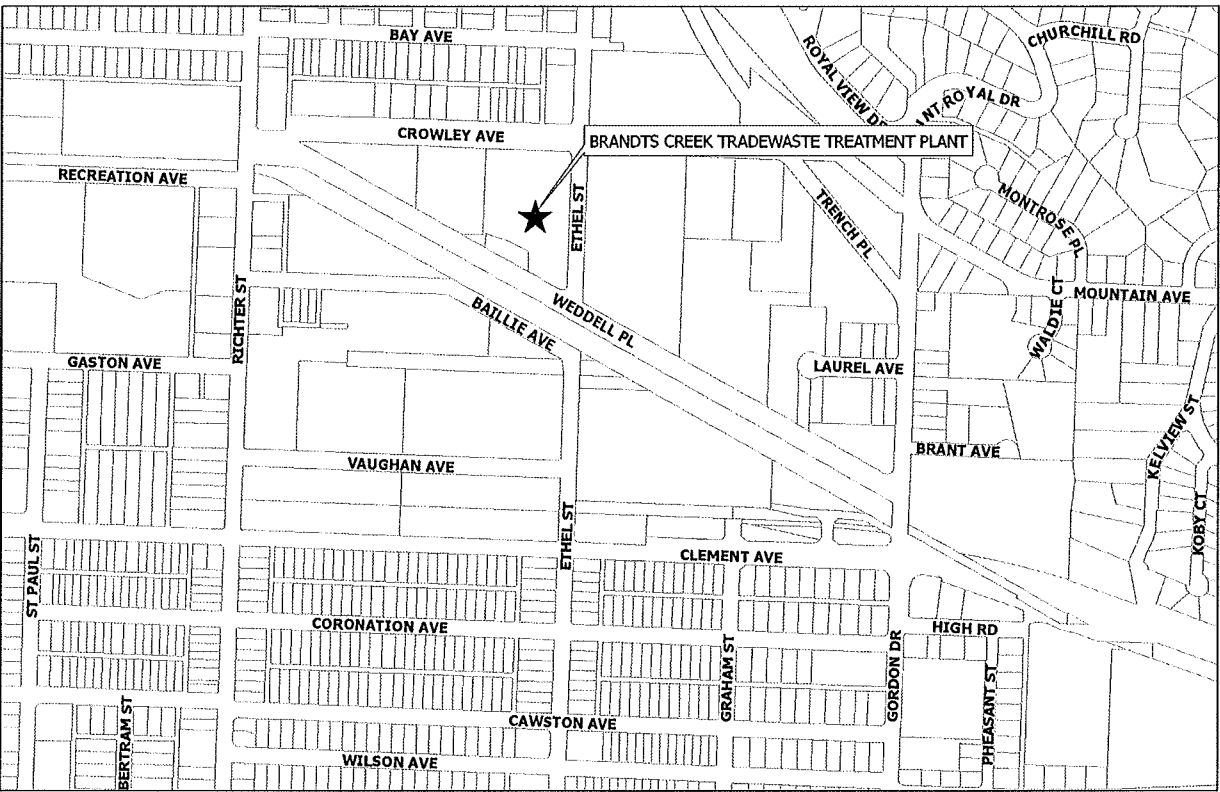 BAY AVE
CHURCHILL RD
ROYAL VIEW DR
ANT ROYAL DR
CROWLEY AVE
BRANDTS CREEK TRADEWASTE TREATMENT PLANT
RECREATION AVE
ETHEL ST
TRENCH PL
MONTROSE PL
MOUNTAIN AVE
RICHTER ST
BAILLIE AVE
WEDDELL PL
WALDIE CT
GASTON AVE
LAUREL AVE
KELVIEW ST
VAUGHAN AVE
BRANT AVE
KOBY CT
ST PAUL ST
ETHEL ST
CLEMENT AVE
CORONATION AVE
HIGH RD
GRAHAM ST
GORDON DR
PHEASANT ST
BERTRAM ST
CAWSTON AVE
WILSON AVE